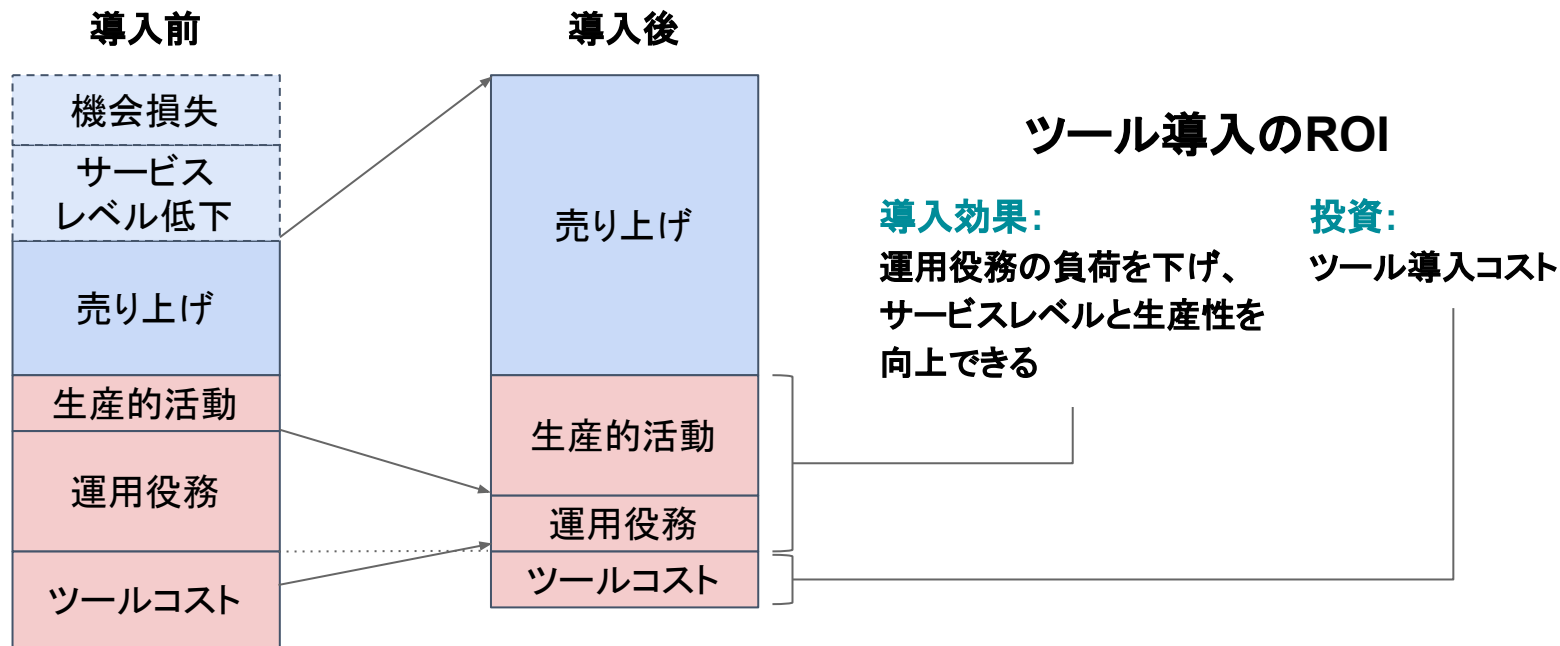 導入前
機会損失
サービス
レベル低下
売り上げ
生産的活動
運用役務
ツールコスト
導入後
売り上げ
生産的活動
運用役務
ツールコスト
ツール導入のROI
導入効果:
運用役務の負荷を下げ、
サービスレベルと生産性を
向上できる
投資:
ツール導入コスト